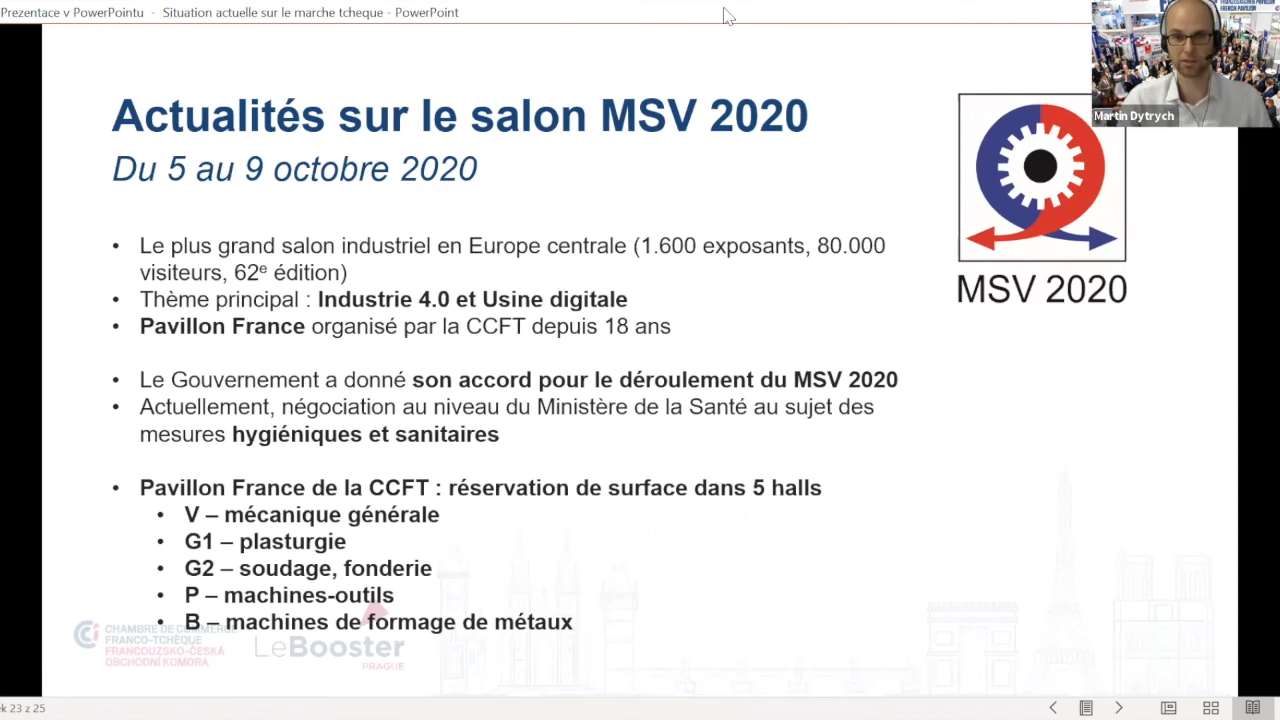 Prezentace v PowerPointu - Situation actuelle sur le marche tcheque - PowerPoint
FRENCH PAVILION
Martin Dytrych
Actualités sur le salon MSV 2020
Du 5 au 9 octobre 2020
• Le plus grand salon industriel en Europe centrale (1.600 exposants, 80.000
visiteurs, 62e édition)
• Thème principal : Industrie 4.0 et Usine digitale
• Pavillon France organisé par la CCFT depuis 18 ans
MSV 2020
• Le Gouvernement a donné son accord pour le déroulement du MSV 2020
• Actuellement, négociation au niveau du Ministère de la Santé au sujet des
mesures hygiéniques et sanitaires
• Pavillon France de la CCFT : réservation de surface dans 5 halls
• V – mécanique générale
• G1 – plasturgie
• G2 – soudage, fonderie
• P – machines-outils
• B – machines de formage de métaux
CHAMBRE DE COMMERCE
FRANCO-TCHÈQUE
FRANCOUZSKO-ČESKÁ
OBCHODNÍ KOMORA
LeBooster
PRAGUE
23 z 25